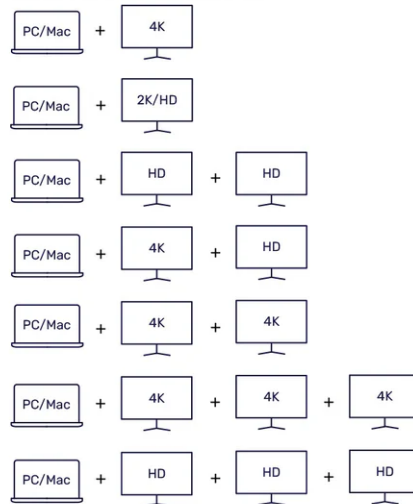 PC/Mac + 4K
PC/Mac + 2K/HD
PC/Mac + HD + HD
PC/Mac + 4K + HD
PC/Mac + 4K + 4K
PC/Mac + 4K + 4K + 4K
PC/Mac + HD + HD + HD